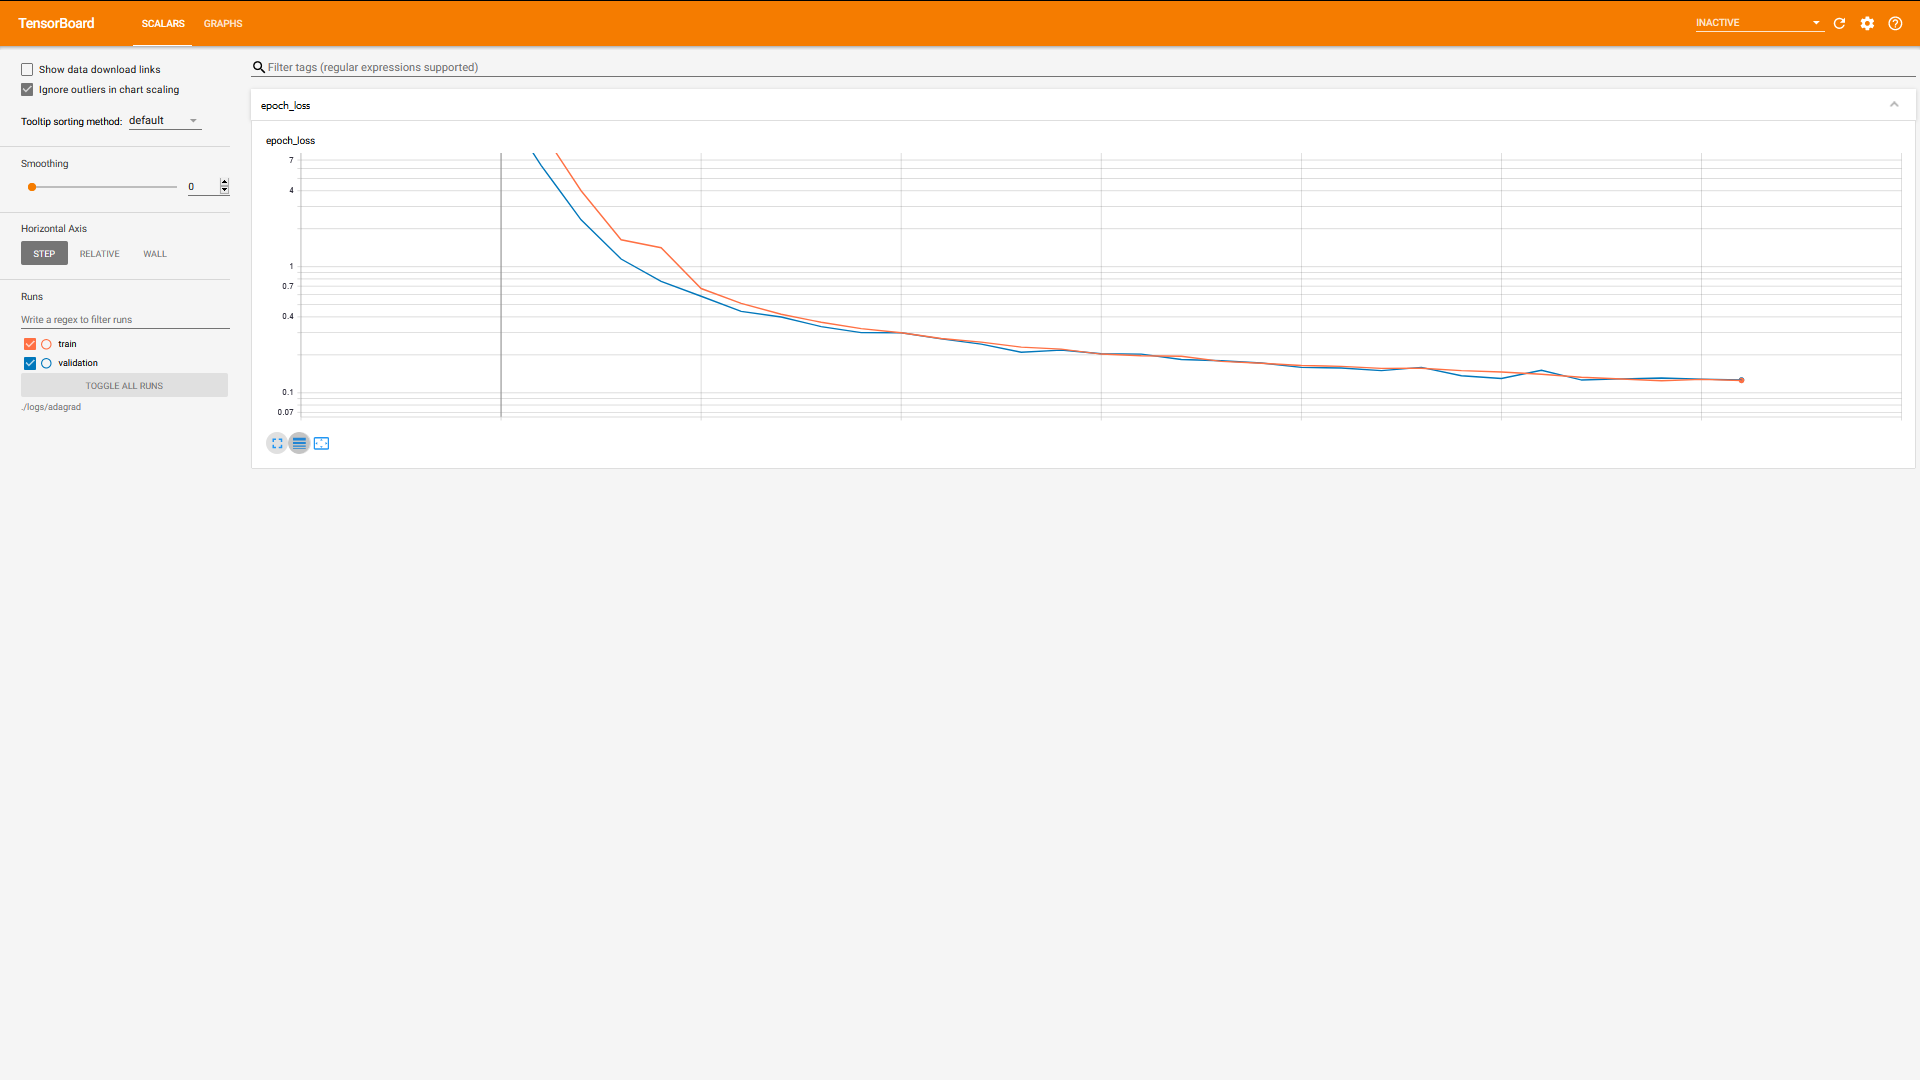 TensorBoard SCALARS GRAPHS INACTIVE
Show data download links
Ignore outliers in chart scaling
Tooltip sorting method: default
Smoothing
0
Horizontal Axis
STEP RELATIVE WALL
Runs
Write a regex to filter runs
train
validation
TOGGLE ALL RUNS
./logs/adagrad
Filter tags (regular expressions supported)
epoch_loss
epoch_loss
7
4
1
0.7
0.4
0.1
0.07